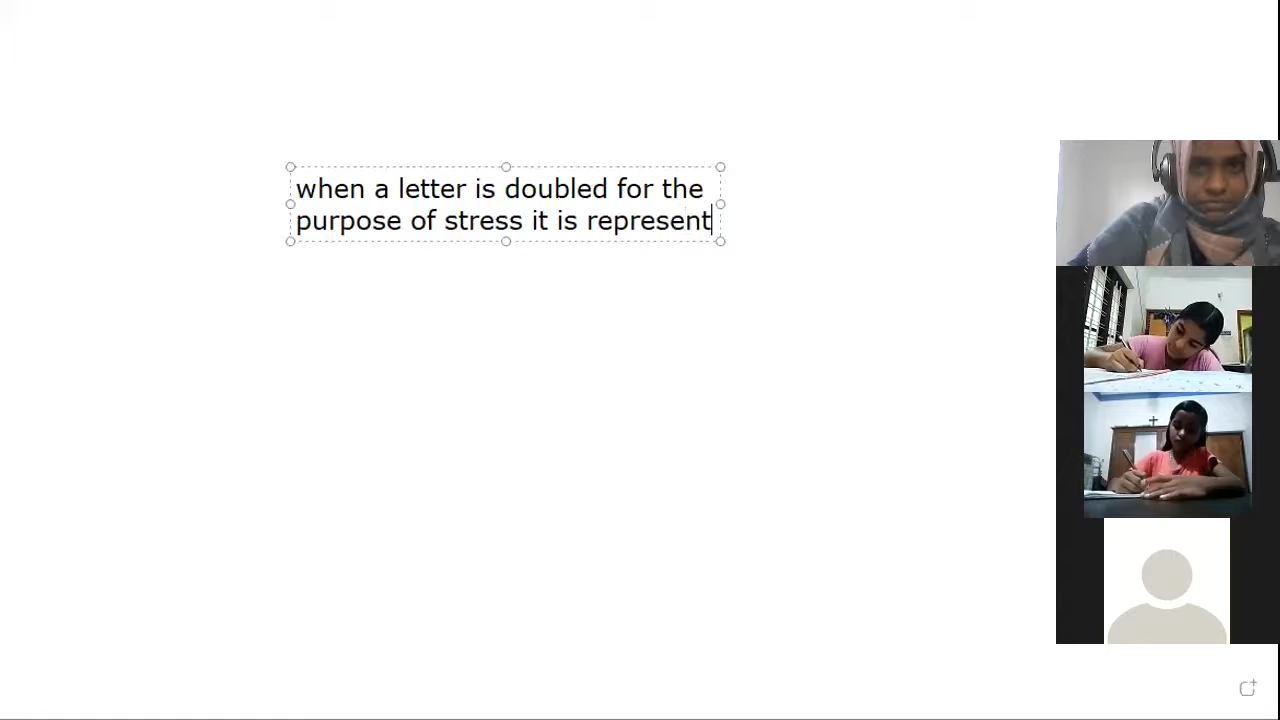 when a letter is doubled for the
purpose of stress it is represent